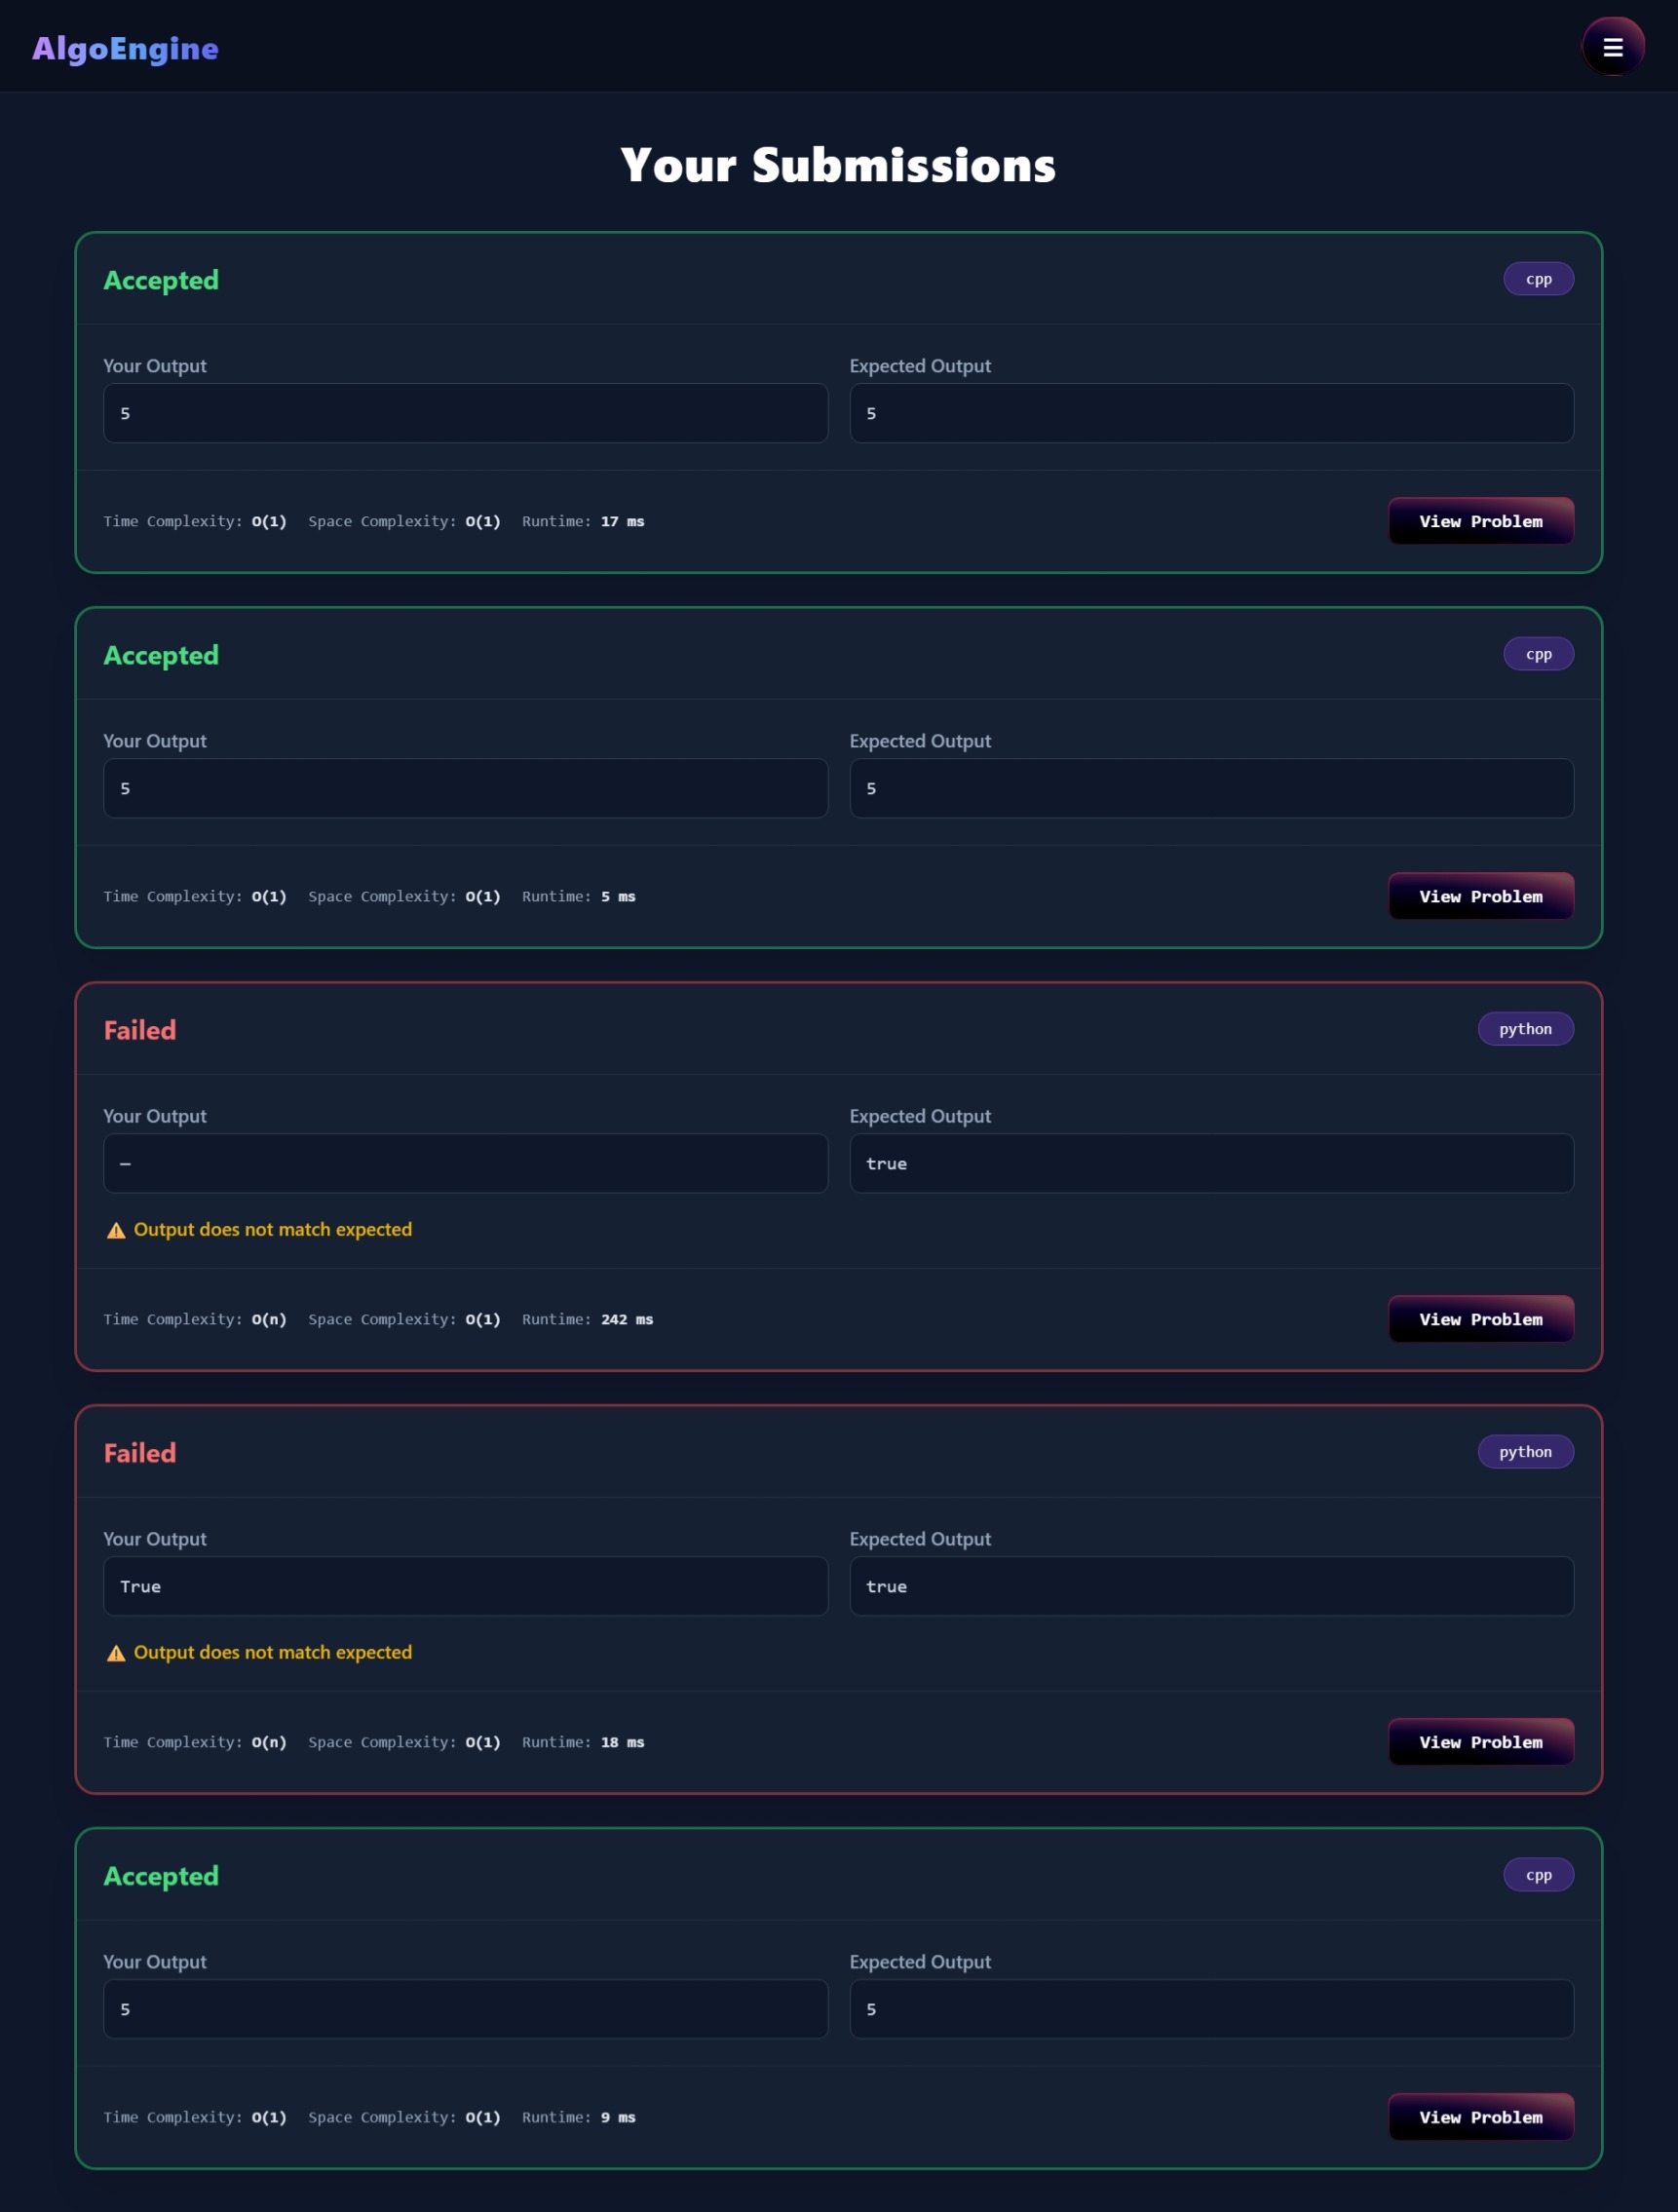 AlgoEngine
Your Submissions
Accepted
cpp
Your Output
Expected Output
5
5
Time Complexity: O(1) Space Complexity: O(1) Runtime: 17 ms
View Problem
Accepted
cpp
Your Output
Expected Output
5
5
Time Complexity: O(1) Space Complexity: O(1) Runtime: 5 ms
View Problem
Failed
python
Your Output
Expected Output
—
true
⚠️ Output does not match expected
Time Complexity: O(n) Space Complexity: O(1) Runtime: 242 ms
View Problem
Failed
python
Your Output
Expected Output
True
true
⚠️ Output does not match expected
Time Complexity: O(n) Space Complexity: O(1) Runtime: 18 ms
View Problem
Accepted
cpp
Your Output
Expected Output
5
5
Time Complexity: O(1) Space Complexity: O(1) Runtime: 9 ms
View Problem